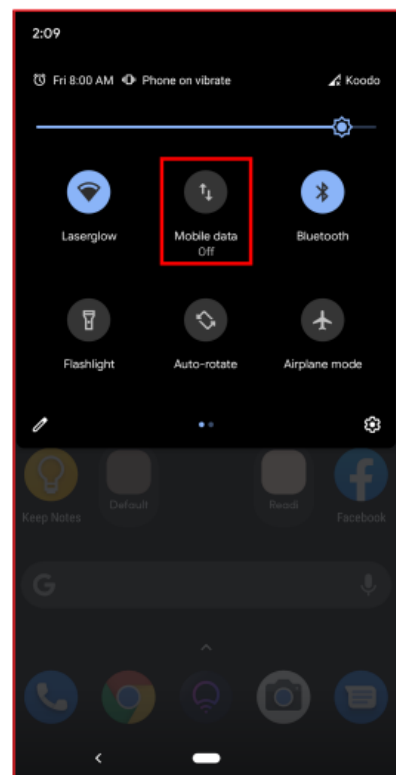 2:09
Fri 8:00 AM Phone on vibrate Koodo
Laserglow Mobile data Bluetooth
Off
Flashlight Auto-rotate Airplane mode
Keep Notes Default Readi Facebook
G